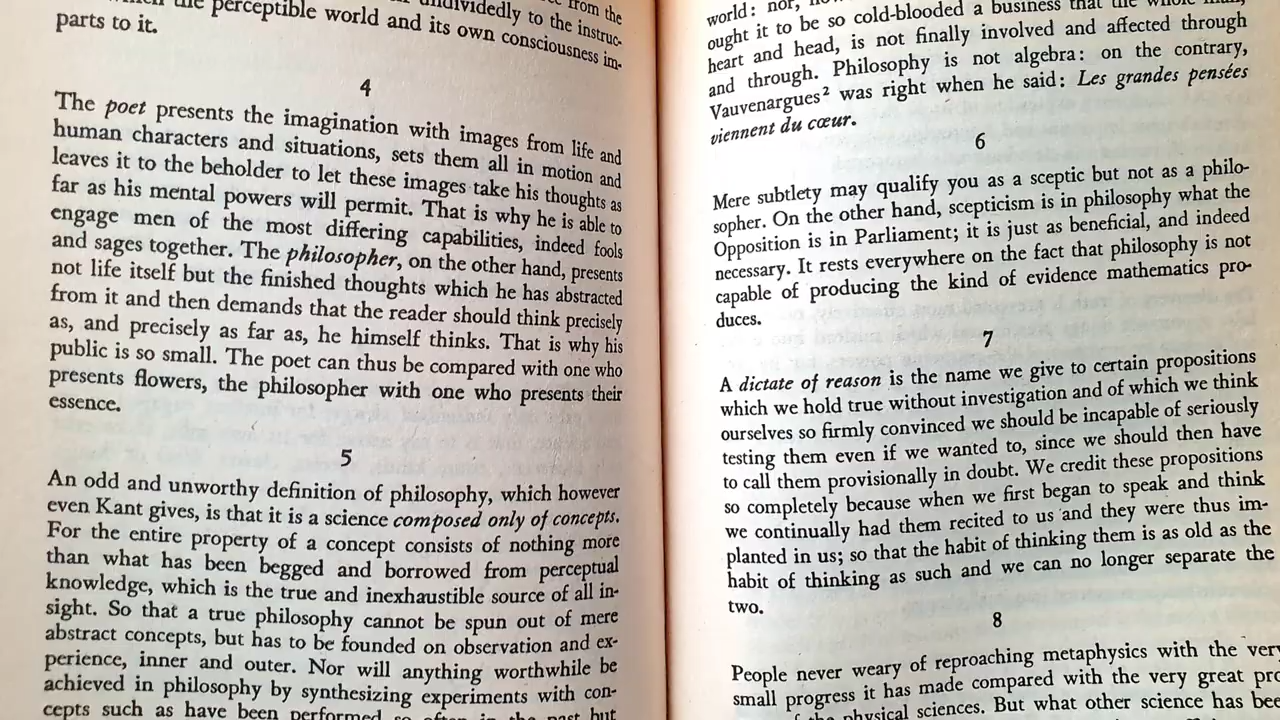 undividedly to the instruc-
the perceptible world and its own consciousness im-
parts to it.
4
The poet presents the imagination with images from life and
human characters and situations, sets them all in motion and
leaves it to the beholder to let these images take his thoughts as
far as his mental powers will permit. That is why he is able to
engage men of the most differing capabilities, indeed fools
and sages together. The philosopher, on the other hand, presents
not life itself but the finished thoughts which he has abstracted
from it and then demands that the reader should think precisely
as, and precisely as far as, he himself thinks. That is why his
public is so small. The poet can thus be compared with one who
presents flowers, the philosopher with one who presents their
essence.
5
An odd and unworthy definition of philosophy, which however
even Kant gives, is that it is a science composed only of concepts.
For the entire property of a concept consists of nothing more
than what has been begged and borrowed from perceptual
knowledge, which is the true and inexhaustible source of all in-
sight. So that a true philosophy cannot be spun out of mere
abstract concepts, but has to be founded on observation and ex-
perience, inner and outer. Nor will anything worthwhile be
achieved in philosophy by synthesizing experiments with con-
cepts such as have been performed so often in the past but
world: nor,
ought it to be so cold-blooded a business that the whole man,
heart and head, is not finally involved and affected through
and through. Philosophy is not algebra: on the contrary,
Vauvenargues² was right when he said: Les grandes pensées
viennent du cœur.
6
Mere subtlety may qualify you as a sceptic but not as a philo-
sopher. On the other hand, scepticism is in philosophy what the
Opposition is in Parliament; it is just as beneficial, and indeed
necessary. It rests everywhere on the fact that philosophy is not
capable of producing the kind of evidence mathematics pro-
duces.
7
A dictate of reason is the name we give to certain propositions
which we hold true without investigation and of which we think
ourselves so firmly convinced we should be incapable of seriously
testing them even if we wanted to, since we should then have
to call them provisionally in doubt. We credit these propositions
so completely because when we first began to speak and think
we continually had them recited to us and they were thus im-
planted in us; so that the habit of thinking them is as old as the
habit of thinking as such and we can no longer separate the
two.
8
People never weary of reproaching metaphysics with the very
small progress it has made compared with the very great pro
the physical sciences. But what other science has bee